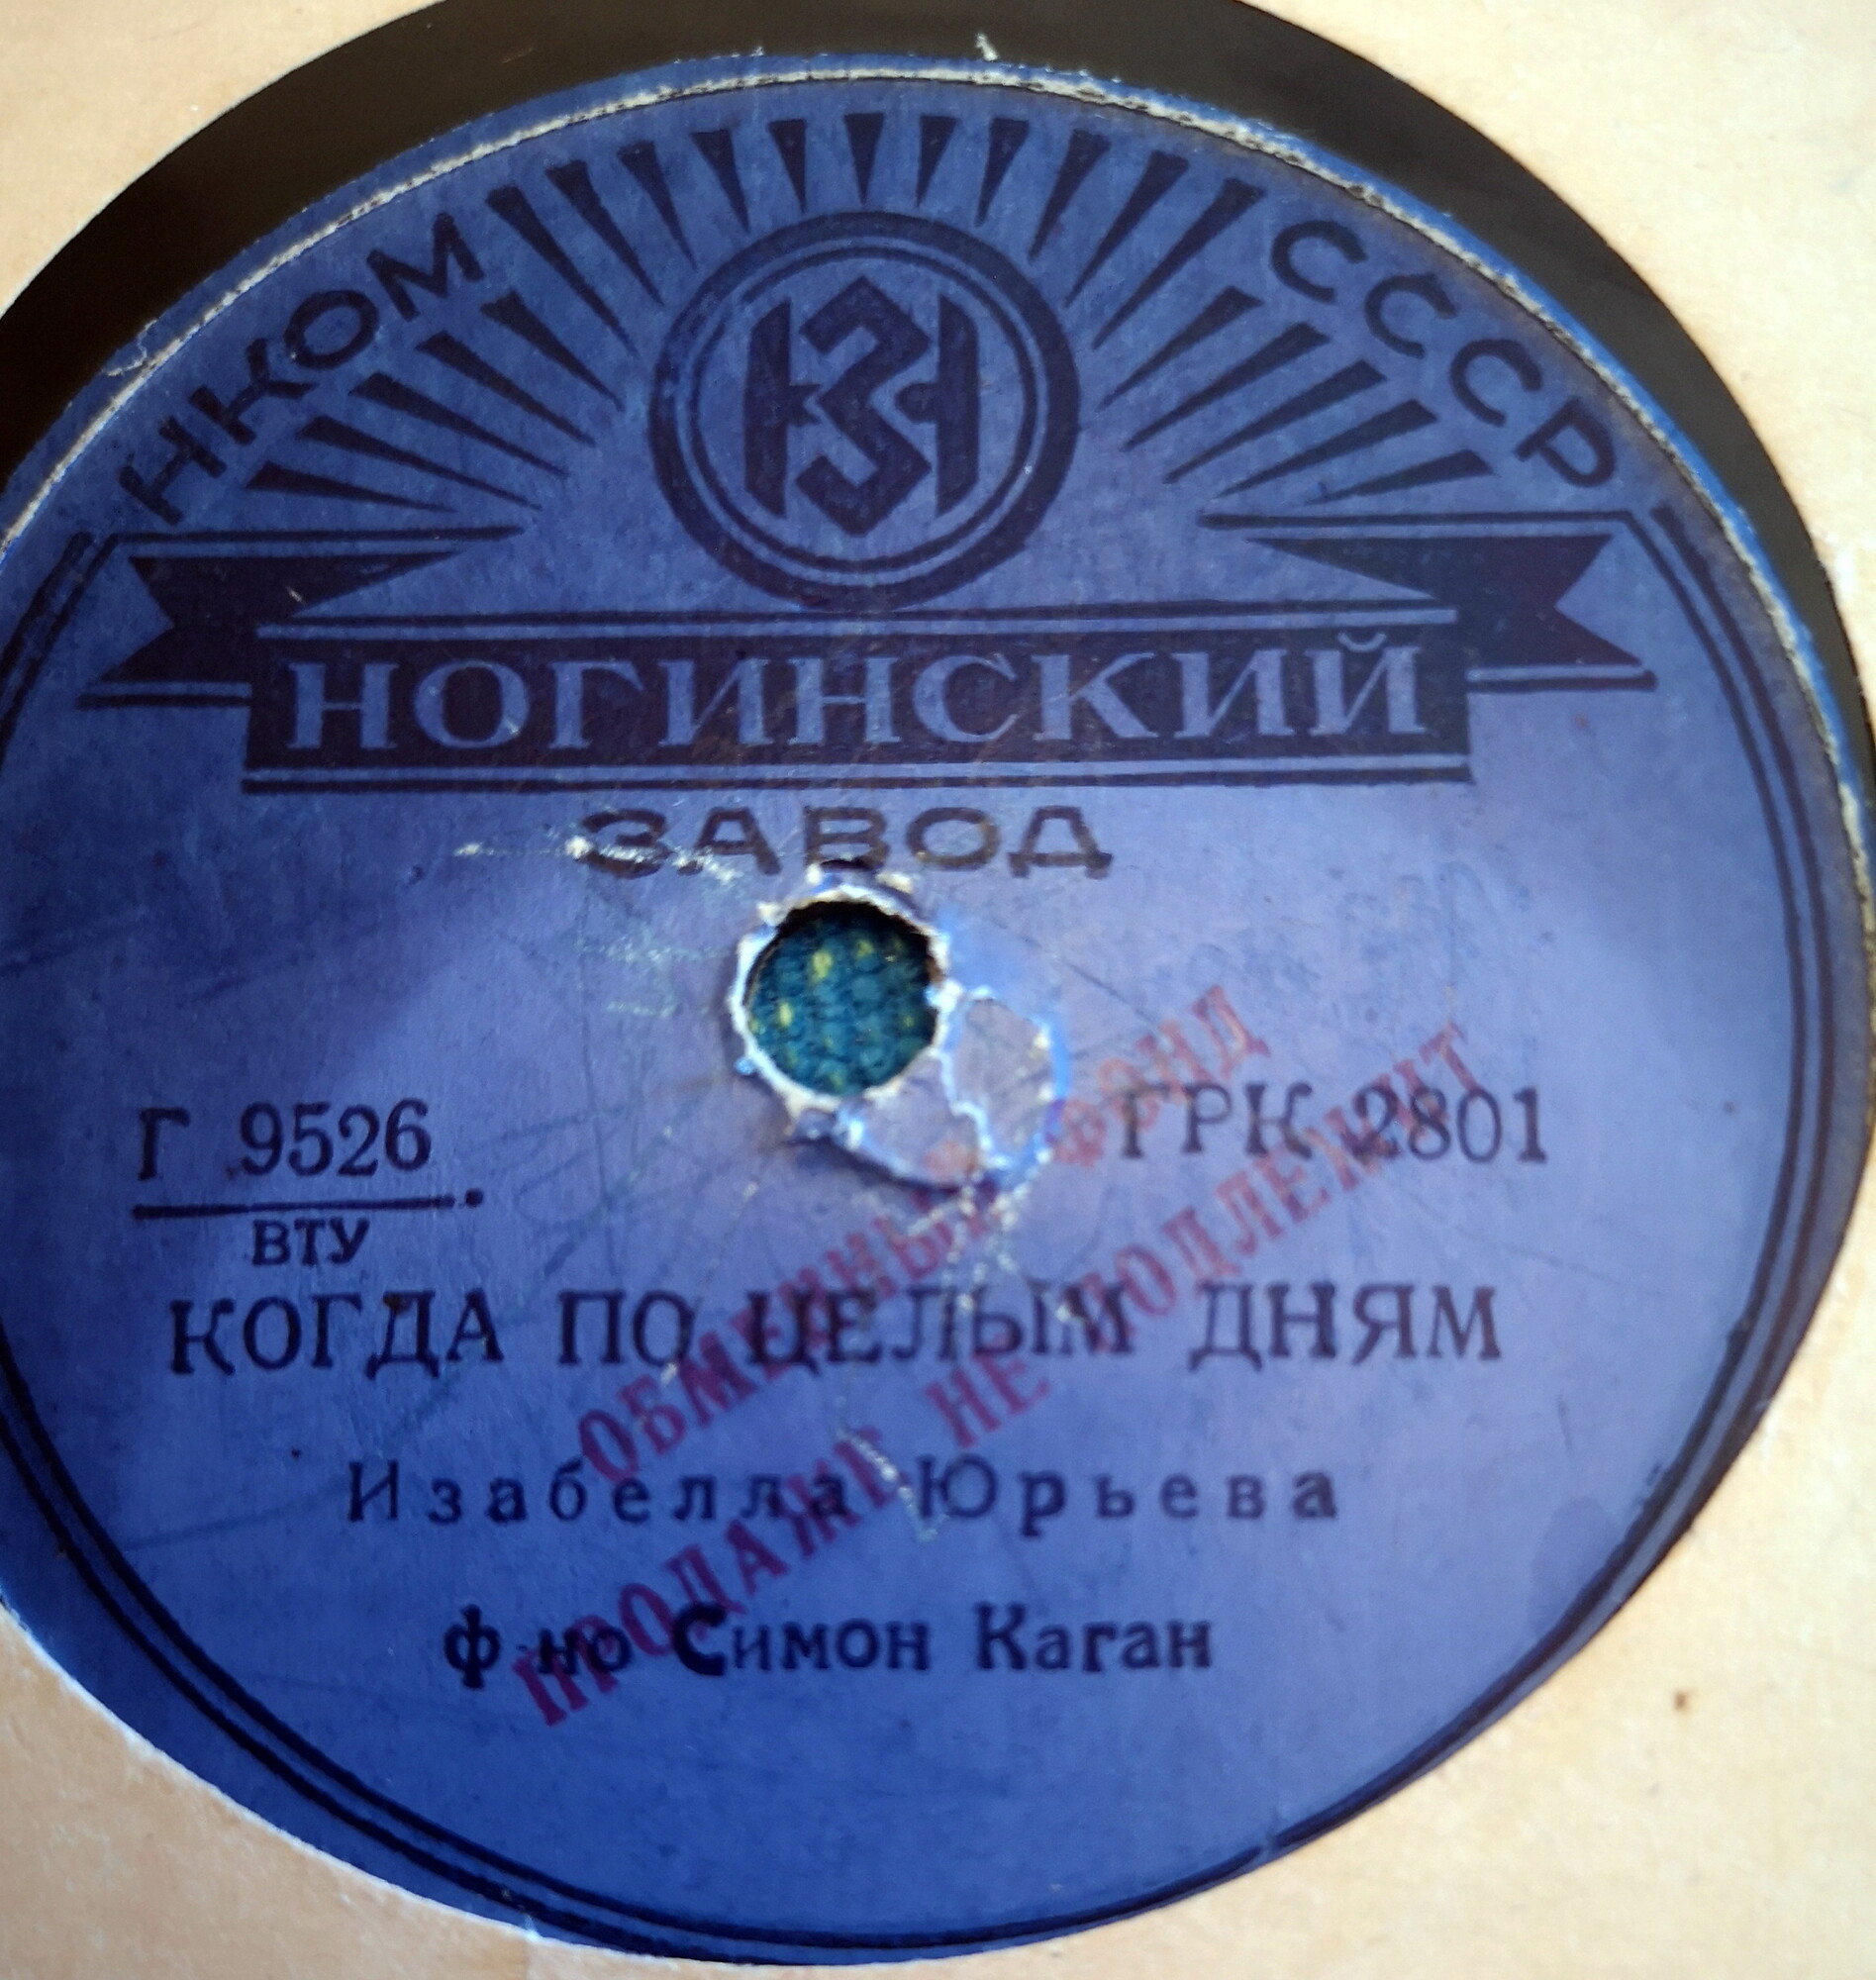 НКОМ СССР
НЗ
НОГИНСКИЙ
ЗАВОД
Г 9526 ГРК 2801
ВТУ
КОГДА ПО ЦЕЛЫМ ДНЯМ
Изабелла Юрьева
ф-но Симон Каган
ОБМЕННЫЙ ФОНД
ПРОДАЖЕ НЕ ПОДЛЕЖИТ